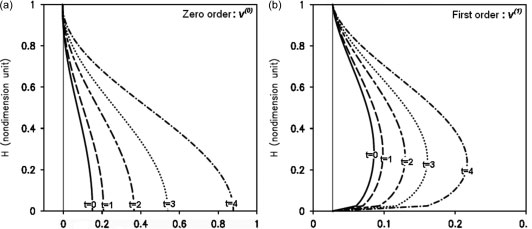 (a)
Zero order : v(0)
H (nondimension unit)
1
0.8
0.6
0.4
0.2
0
t=0 t=1 t=2 t=3 t=4
0 0.2 0.4 0.6 0.8 1
(b)
First order : v(1)
H (nondimension unit)
1
0.8
0.6
0.4
0.2
0
t=0 t=1 t=2 t=3 t=4
0 0.1 0.2 0.3